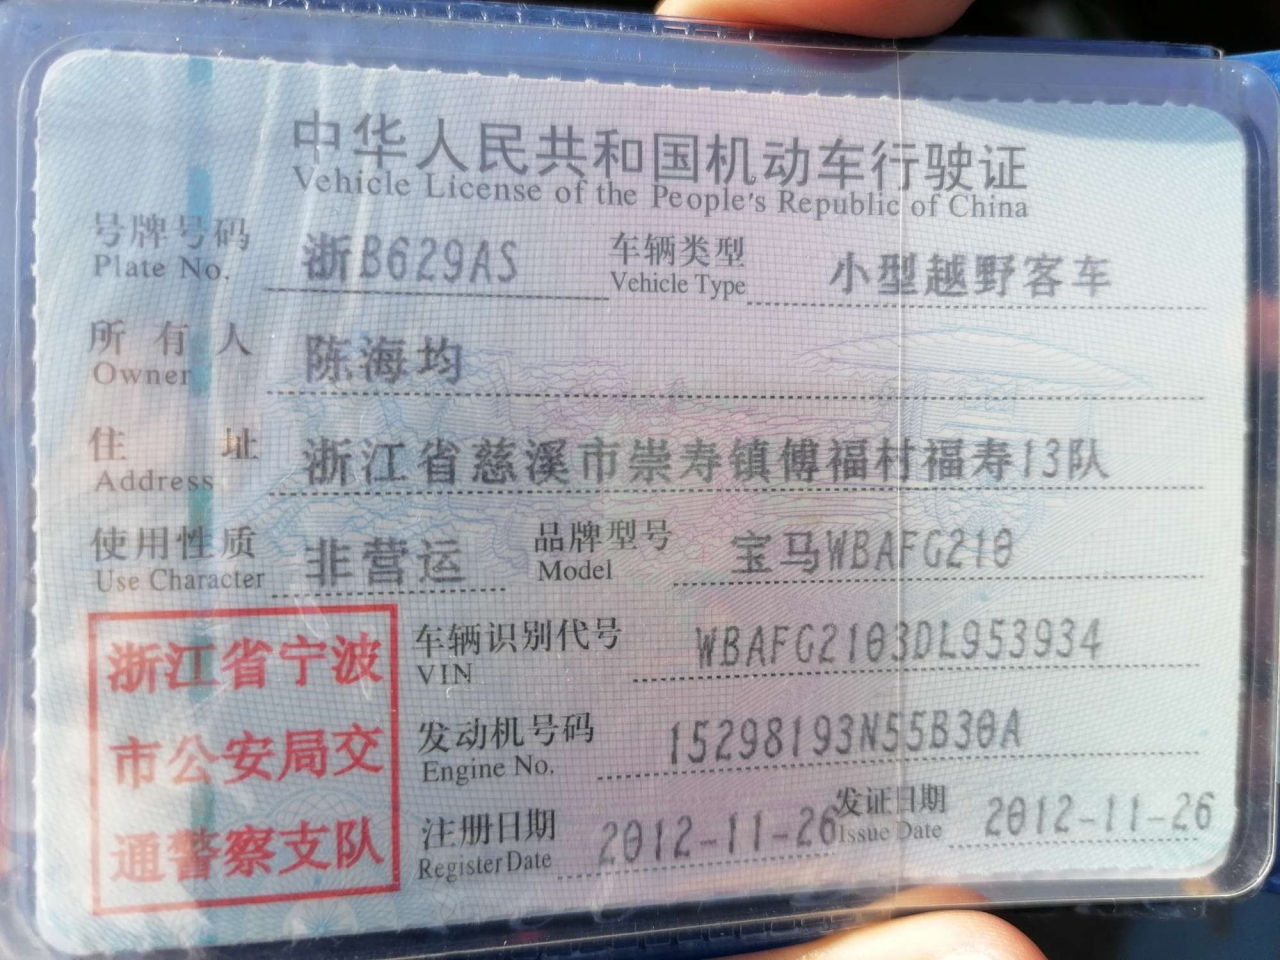 中华人民共和国机动车行驶证
Vehicle License of the People's Republic of China
号牌号码 浙B629AS 车辆类型 小型越野客车
Plate No. Vehicle Type
所有人 陈海均
Owner
住址 浙江省慈溪市崇寿镇傅福村福寿13队
Address
使用性质 非营运 品牌型号 宝马WBAFG210
Use Character Model
车辆识别代号 WBAFG2103DL953934
VIN
发动机号码 15298193N55B30A
Engine No.
注册日期 2012-11-26 发证日期 2012-11-26
Register Date Issue Date
浙江省宁波
市公安局交
通警察支队